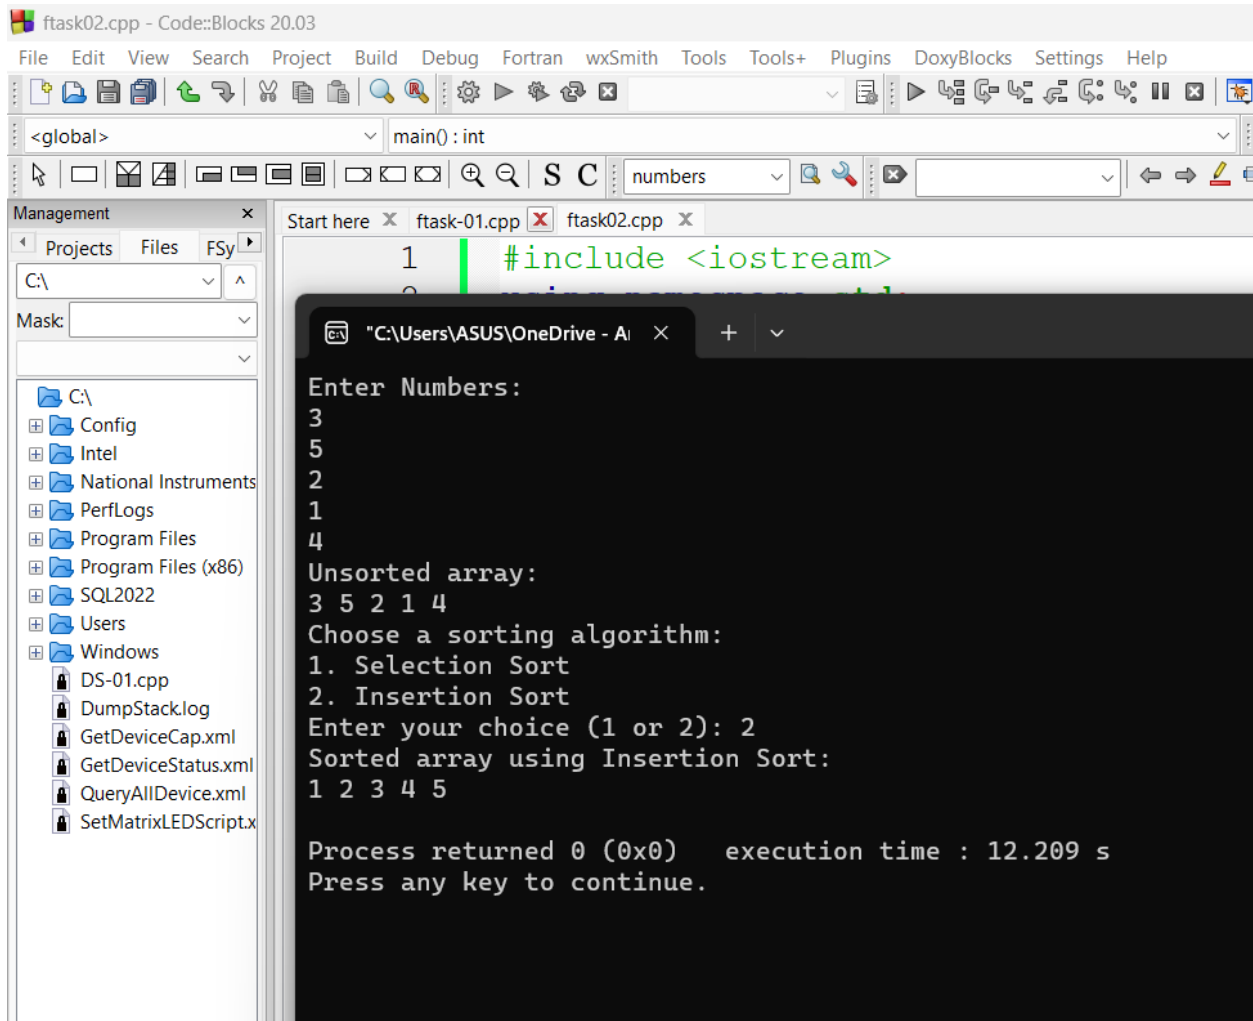 ftask02.cpp - Code::Blocks 20.03
File Edit View Search Project Build Debug Fortran wxSmith Tools Tools+ Plugins DoxyBlocks Settings Help
<global> main() : int
S C numbers
Management
Projects Files FSy
C:\
Mask:
C:\
Config
Intel
National Instruments
PerfLogs
Program Files
Program Files (x86)
SQL2022
Users
Windows
DS-01.cpp
DumpStack.log
GetDeviceCap.xml
GetDeviceStatus.xml
QueryAllDevice.xml
SetMatrixLEDScript.x
Start here ftask-01.cpp ftask02.cpp
1 #include <iostream>
"C:\Users\ASUS\OneDrive - A
Enter Numbers:
3
5
2
1
4
Unsorted array:
3 5 2 1 4
Choose a sorting algorithm:
1. Selection Sort
2. Insertion Sort
Enter your choice (1 or 2): 2
Sorted array using Insertion Sort:
1 2 3 4 5
Process returned 0 (0x0) execution time : 12.209 s
Press any key to continue.